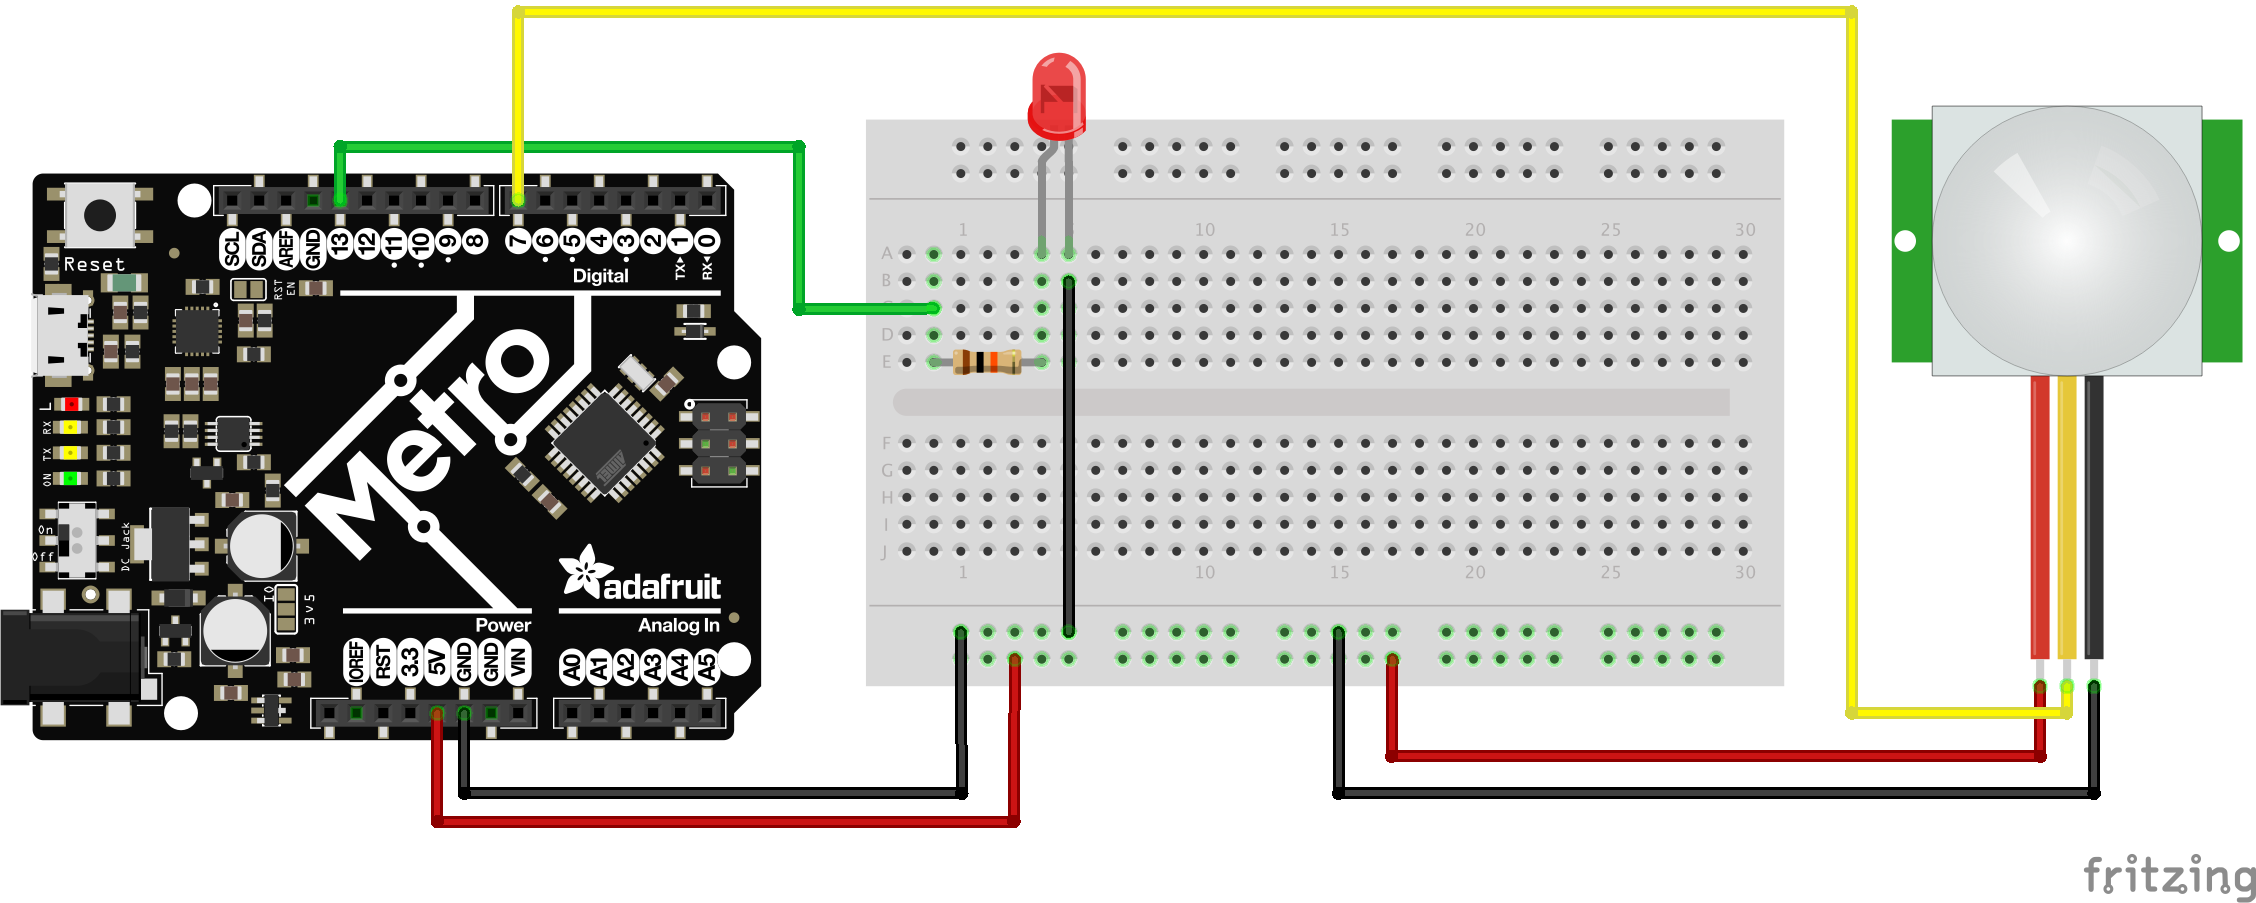 Reset
SCL SDA AREF GND 13 12 11 10 9 8 7 6 5 4 3 2 1 0
TX▸ RX◂
Digital
RST
EN
L
RX
TX
ON
Metro
On
Off
DC Jack
IO
3v5
adafruit
Power
Analog In
IOREF RST 3.3 5V GND GND VIN A0 A1 A2 A3 A4 A5
1 10 15 20 25 30
A
B
D
E
F
G
H
I
J
1 10 15 20 25 30
fritzing